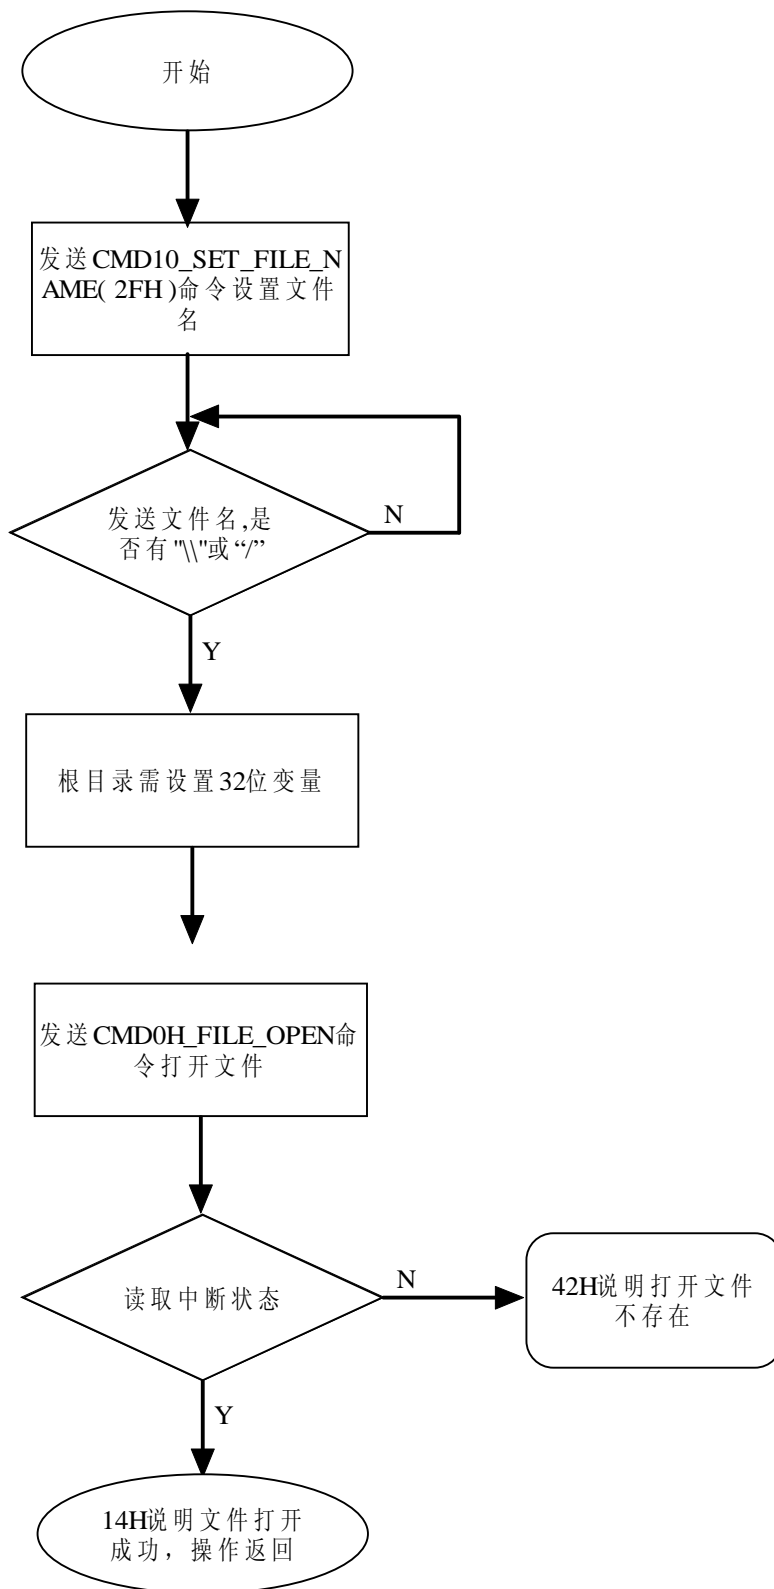 开始
发送CMD10_SET_FILE_N
AME( 2FH )命令设置文件
名
发送文件名,是
否有"\\"或“/”
N
Y
根目录需设置32位变量
发送CMD0H_FILE_OPEN命
令打开文件
读取中断状态
N
42H说明打开文件
不存在
Y
14H说明文件打开
成功，操作返回